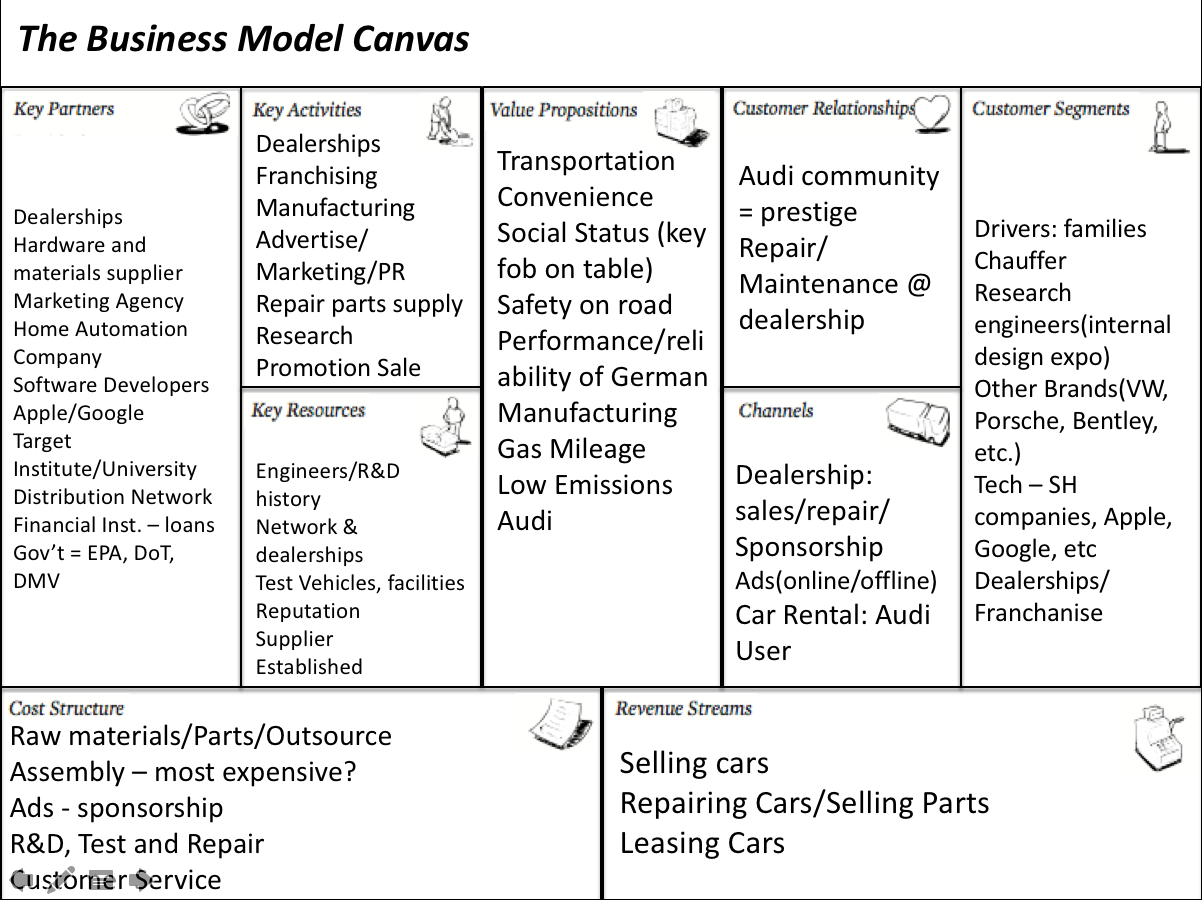 The Business Model Canvas
Key Partners
Dealerships
Hardware and
materials supplier
Marketing Agency
Home Automation
Company
Software Developers
Apple/Google
Target
Institute/University
Distribution Network
Financial Inst. – loans
Gov’t = EPA, DoT,
DMV
Key Activities
Dealerships
Franchising
Manufacturing
Advertise/
Marketing/PR
Repair parts supply
Research
Promotion Sale
Key Resources
Engineers/R&D
history
Network &
dealerships
Test Vehicles, facilities
Reputation
Supplier
Established
Value Propositions
Transportation
Convenience
Social Status (key
fob on table)
Safety on road
Performance/reli
ability of German
Manufacturing
Gas Mileage
Low Emissions
Audi
Customer Relationships
Audi community
= prestige
Repair/
Maintenance @
dealership
Channels
Dealership:
sales/repair/
Sponsorship
Ads(online/offline)
Car Rental: Audi
User
Customer Segments
Drivers: families
Chauffer
Research
engineers(internal
design expo)
Other Brands(VW,
Porsche, Bentley,
etc.)
Tech – SH
companies, Apple,
Google, etc
Dealerships/
Franchanise
Cost Structure
Raw materials/Parts/Outsource
Assembly – most expensive?
Ads - sponsorship
R&D, Test and Repair
Customer Service
Revenue Streams
Selling cars
Repairing Cars/Selling Parts
Leasing Cars